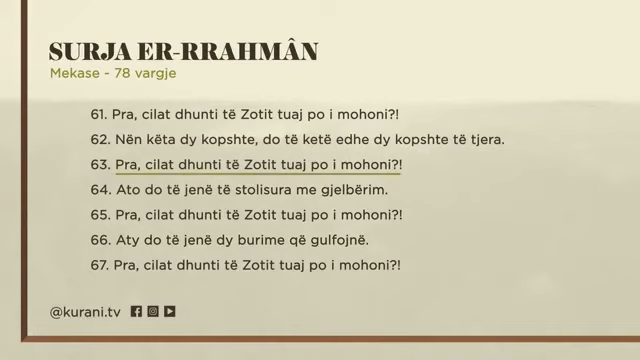 SURJA ER-RRAHMÂN
Mekase - 78 vargje
61. Pra, cilat dhunti të Zotit tuaj po i mohoni?!
62. Nën këta dy kopshte, do të ketë edhe dy kopshte të tjera.
63. Pra, cilat dhunti të Zotit tuaj po i mohoni?!
64. Ato do të jenë të stolisura me gjelbërim.
65. Pra, cilat dhunti të Zotit tuaj po i mohoni?!
66. Aty do të jenë dy burime që gulfojnë.
67. Pra, cilat dhunti të Zotit tuaj po i mohoni?!
@kurani.tv